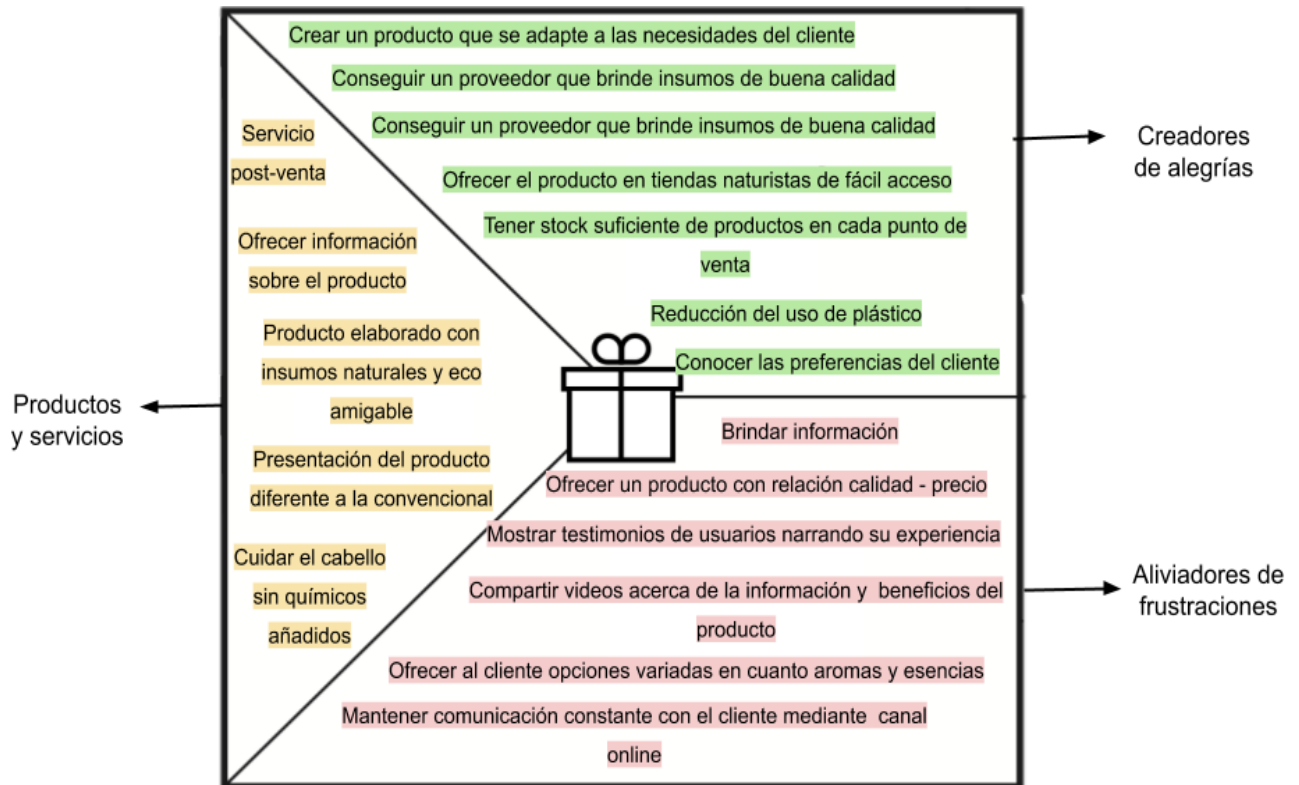 Crear un producto que se adapte a las necesidades del cliente
Conseguir un proveedor que brinde insumos de buena calidad
Conseguir un proveedor que brinde insumos de buena calidad
Ofrecer el producto en tiendas naturistas de fácil acceso
Tener stock suficiente de productos en cada punto de
venta
Reducción del uso de plástico
Conocer las preferencias del cliente
Creadores
de alegrías
Servicio
post-venta
Ofrecer información
sobre el producto
Producto elaborado con
insumos naturales y eco
amigable
Presentación del producto
diferente a la convencional
Cuidar el cabello
sin químicos
añadidos
Productos
y servicios
Brindar información
Ofrecer un producto con relación calidad - precio
Mostrar testimonios de usuarios narrando su experiencia
Compartir videos acerca de la información y  beneficios del
producto
Ofrecer al cliente opciones variadas en cuanto aromas y esencias
Mantener comunicación constante con el cliente mediante  canal
online
Aliviadores de
frustraciones